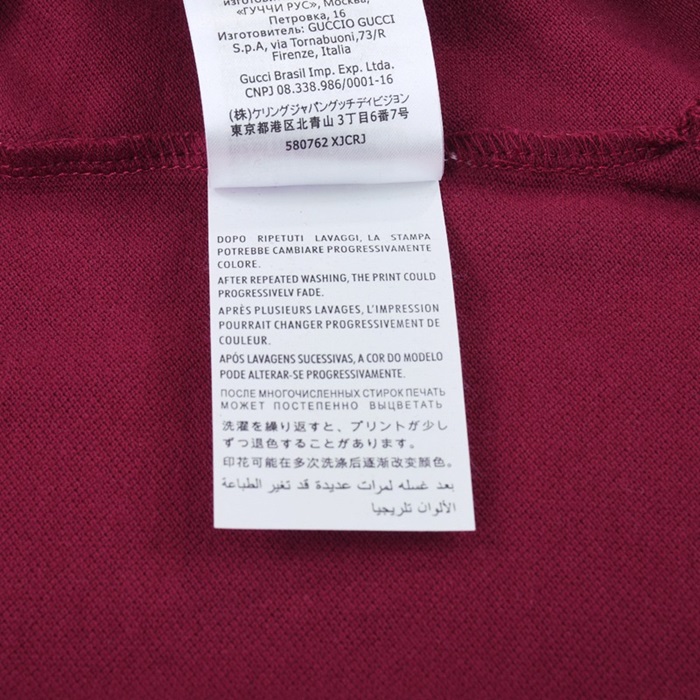 изготовител
«ГУЧЧИ РУС», Москва,
Петровка, 16
Изготовитель: GUCCIO GUCCI
S.p.A, via Tornabuoni,73/r
Firenze, Italia
Gucci Brasil Imp. Exp. Ltda.
CNPJ 08.338.986/0001-16
(株)ケリングジャパングッチディビジョン
東京都港区北青山 3丁目6番7号
580762 XJCRJ
DOPO RIPETUTI LAVAGGI, LA STAMPA
POTREBBE CAMBIARE PROGRESSIVAMENTE
COLORE.
AFTER REPEATED WASHING, THE PRINT COULD
PROGRESSIVELV FADE.
APRÈS PLUSIEURS LAVAGES, L'IMPRESSION
POURRAIT CHANGER PROGRESSIVEMENT DE
COULEUR.
APÓS LAVAGENS SUCESSIVAS, A COR DO MODELO
PODE ALTERAR-SE PROGRESSIVAMENTE.
ПОСЛЕ МНОГОЧИСЛЕННЫХ СТИРОК ПЕЧАТЬ
МОЖЕТ ПОСТЕПЕННО ВЫЦВЕТАТЬ
洗濯を繰り返すと、プリントが少し
ずつ退色することがあります。
印花可能在多次洗涤后逐渐改变颜色。
بعد غسله لمرات عديدة قد تغير الطباعة
الألوان تلريجيا